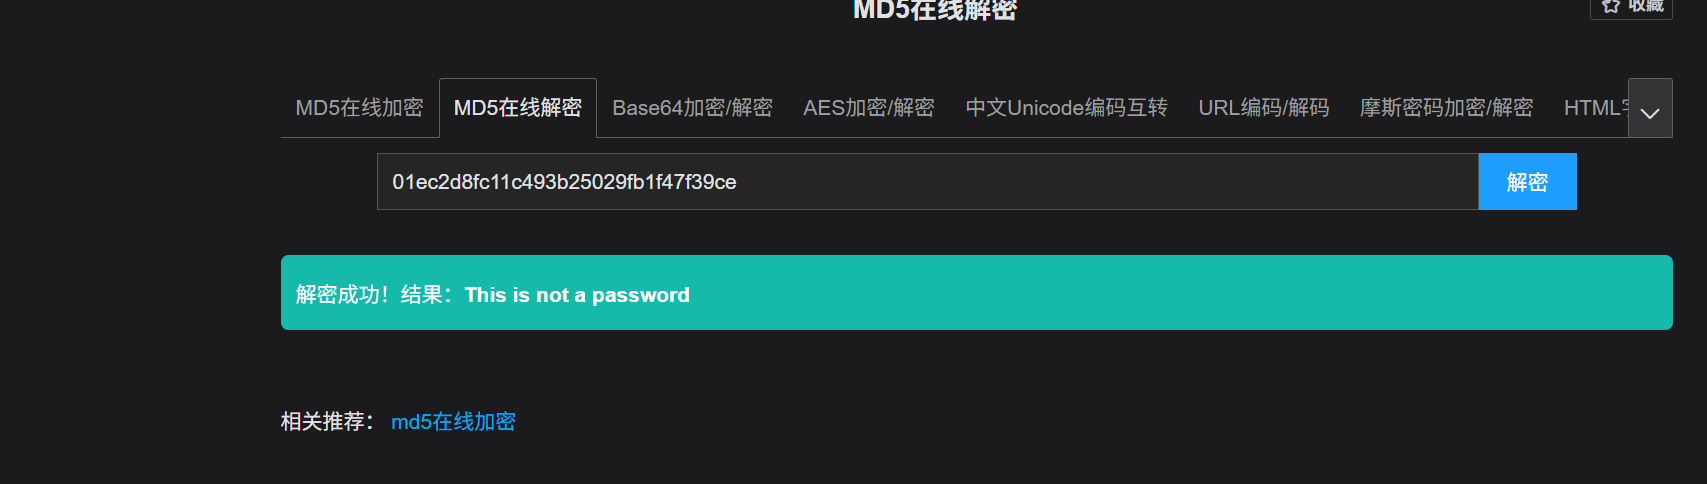 MD5在线解密
收藏
MD5在线加密 MD5在线解密 Base64加密/解密 AES加密/解密 中文Unicode编码互转 URL编码/解码 摩斯密码加密/解密 HTML
01ec2d8fc11c493b25029fb1f47f39ce 解密
解密成功！结果：This is not a password
相关推荐： md5在线加密